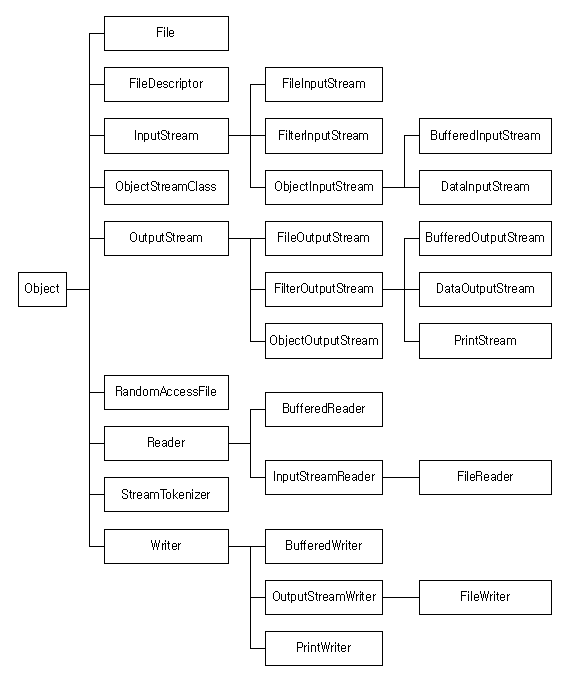 File
FileDescriptor
FileInputStream
InputStream
FilterInputStream
BufferedInputStream
ObjectStreamClass
ObjectInputStream
DataInputStream
OutputStream
FileOutputStream
BufferedOutputStream
Object
FilterOutputStream
DataOutputStream
ObjectOutputStream
PrintStream
RandomAccessFile
BufferedReader
Reader
InputStreamReader
FileReader
StreamTokenizer
Writer
BufferedWriter
OutputStreamWriter
FileWriter
PrintWriter